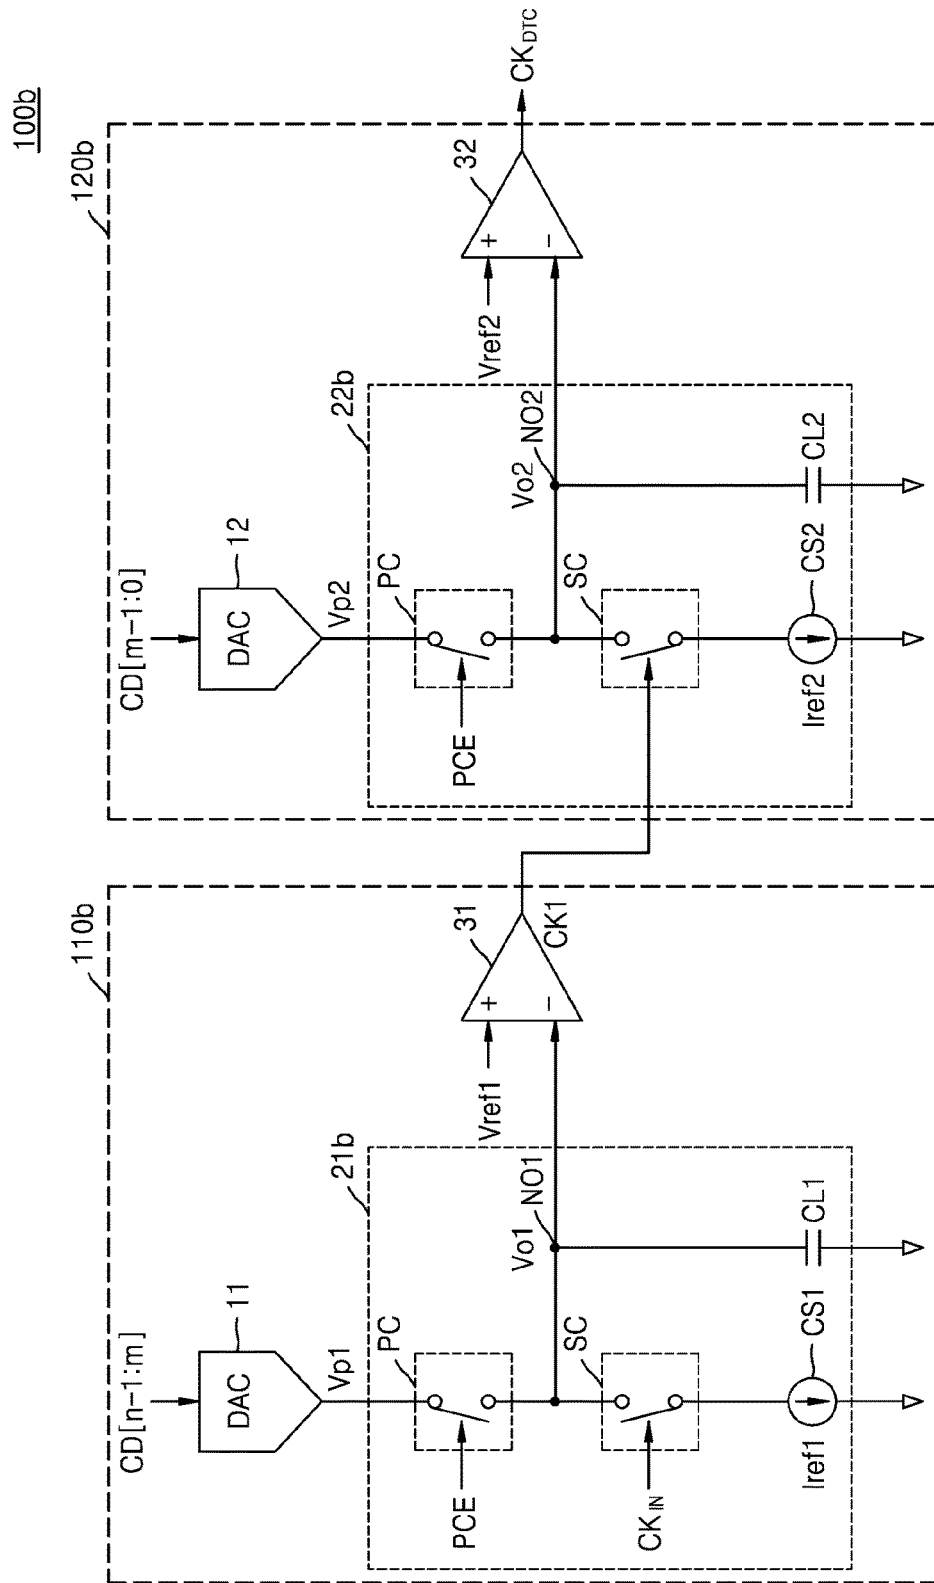 100b
110b
CD[n-1:m]
DAC
11
Vp1
21b
PC
PCE
Vo1
NO1
SC
CK_IN
Iref1
CS1
CL1
Vref1
+
-
31
CK1
120b
CD[m-1:0]
DAC
12
Vp2
22b
PC
PCE
Vo2
NO2
SC
Iref2
CS2
CL2
Vref2
+
-
32
CK_DTC